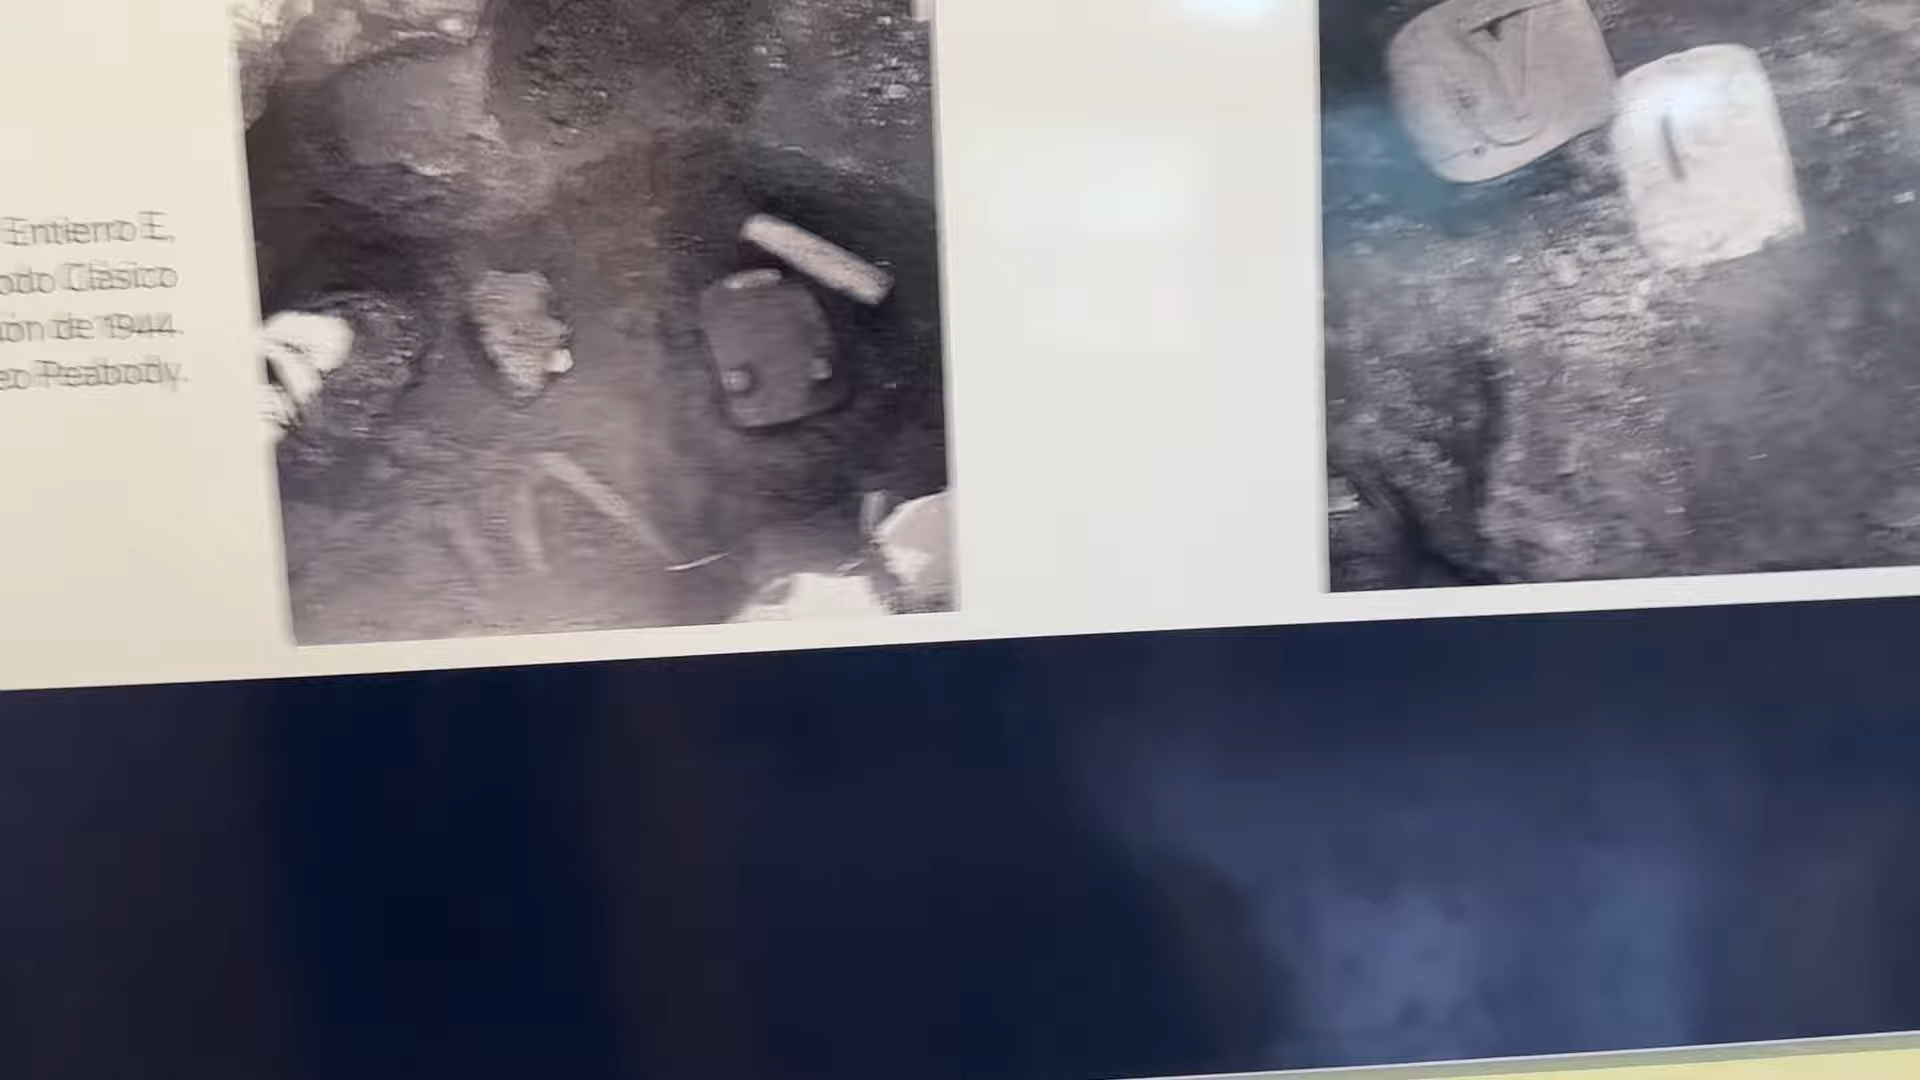 Entierro E,
odo Clásico
ión de 1944.
eo Peabody.